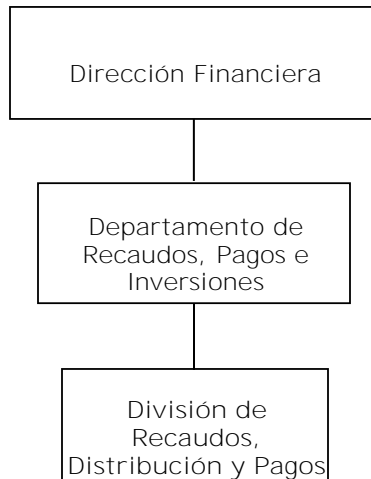 Dirección Financiera
Departamento de
Recaudos, Pagos e
Inversiones
División de
Recaudos,
Distribución y Pagos